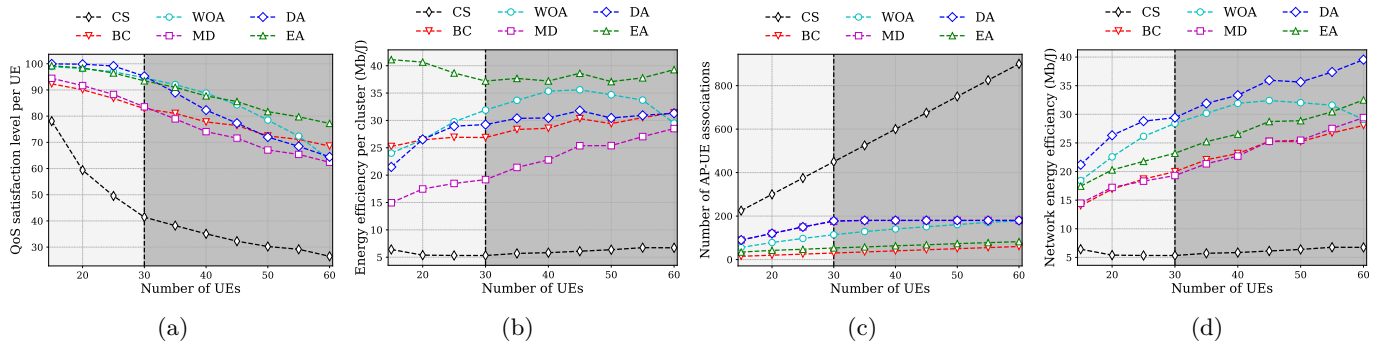 CS WOA DA
BC MD EA
QoS satisfaction level per UE
100
90
80
70
60
50
40
30
20 30 40 50 60
Number of UEs
(a)
CS WOA DA
BC MD EA
Energy efficiency per cluster (Mb/J)
40
35
30
25
20
15
10
5
20 30 40 50 60
Number of UEs
(b)
CS WOA DA
BC MD EA
Number of AP-UE associations
800
600
400
200
0
20 30 40 50 60
Number of UEs
(c)
CS WOA DA
BC MD EA
Network energy efficiency (Mb/J)
40
35
30
25
20
15
10
5
20 30 40 50 60
Number of UEs
(d)